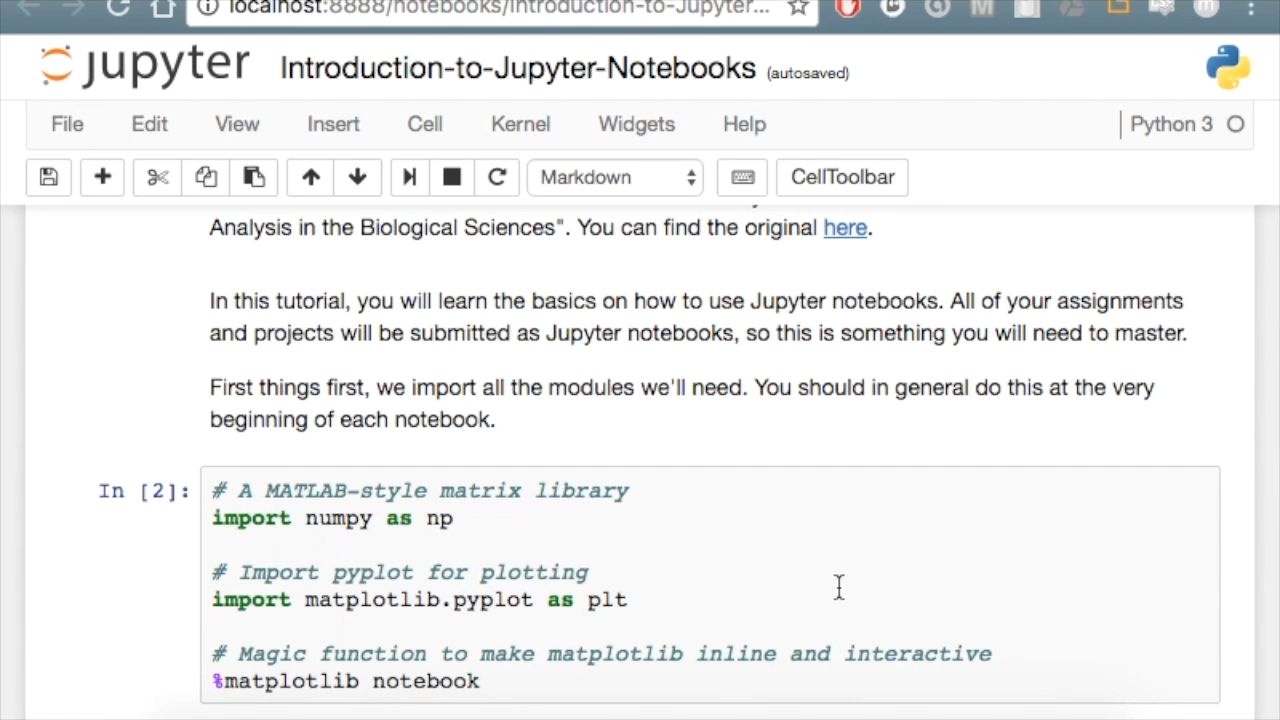 localhost:8888/notebooks/Introduction-to-Jupyter...
jupyter Introduction-to-Jupyter-Notebooks (autosaved)
File Edit View Insert Cell Kernel Widgets Help Python 3
Markdown CellToolbar
Analysis in the Biological Sciences". You can find the original here.
In this tutorial, you will learn the basics on how to use Jupyter notebooks. All of your assignments
and projects will be submitted as Jupyter notebooks, so this is something you will need to master.
First things first, we import all the modules we'll need. You should in general do this at the very
beginning of each notebook.
In [2]: # A MATLAB-style matrix library
import numpy as np
# Import pyplot for plotting
import matplotlib.pyplot as plt
# Magic function to make matplotlib inline and interactive
%matplotlib notebook